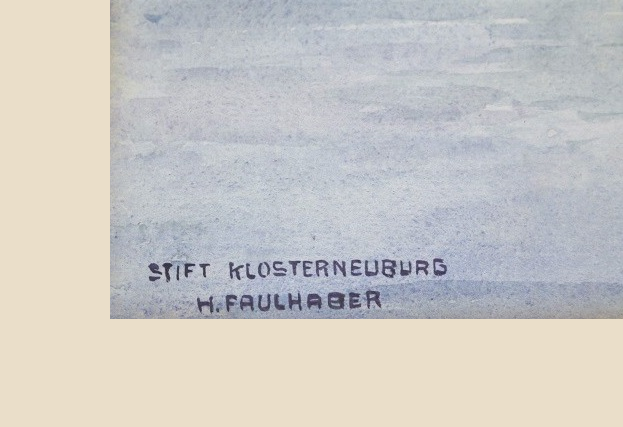 STIFT KLOSTERNEUBURG
H. FAULHABER